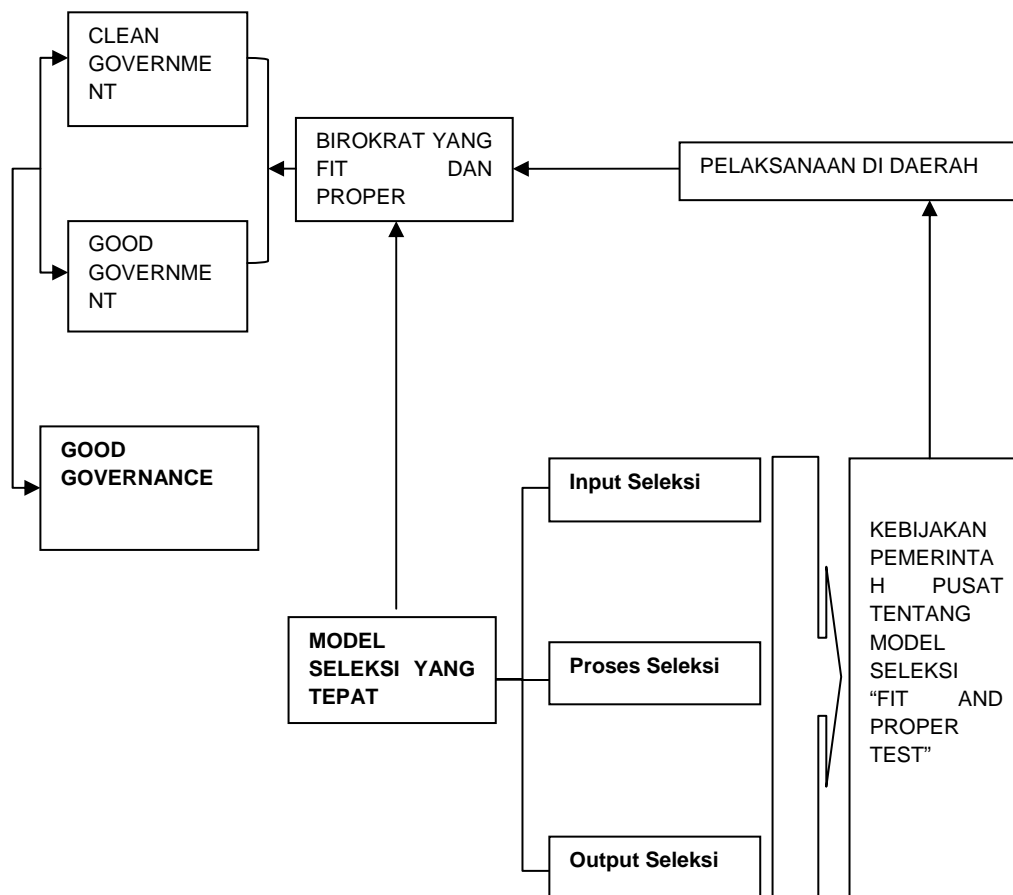 CLEAN
GOVERNME
NT
BIROKRAT YANG
FIT DAN
PROPER
PELAKSANAAN DI DAERAH
GOOD
GOVERNME
NT
GOOD
GOVERNANCE
Input Seleksi
KEBIJAKAN
PEMERINTA
H PUSAT
TENTANG
MODEL
SELEKSI
“FIT AND
PROPER
TEST”
MODEL
SELEKSI YANG
TEPAT
Proses Seleksi
Output Seleksi